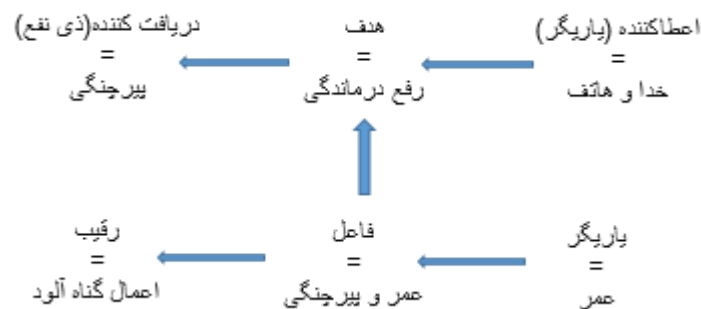 اعطاکننده (یاریگر)
=
خدا و هاتف
هدف
=
رفع درماندگی
دریافت کننده(ذی نفع)
=
پیرچنگی
یاریگر
=
عمر
فاعل
=
عمر و پیرچنگی
رقیب
=
اعمال گناه آلود